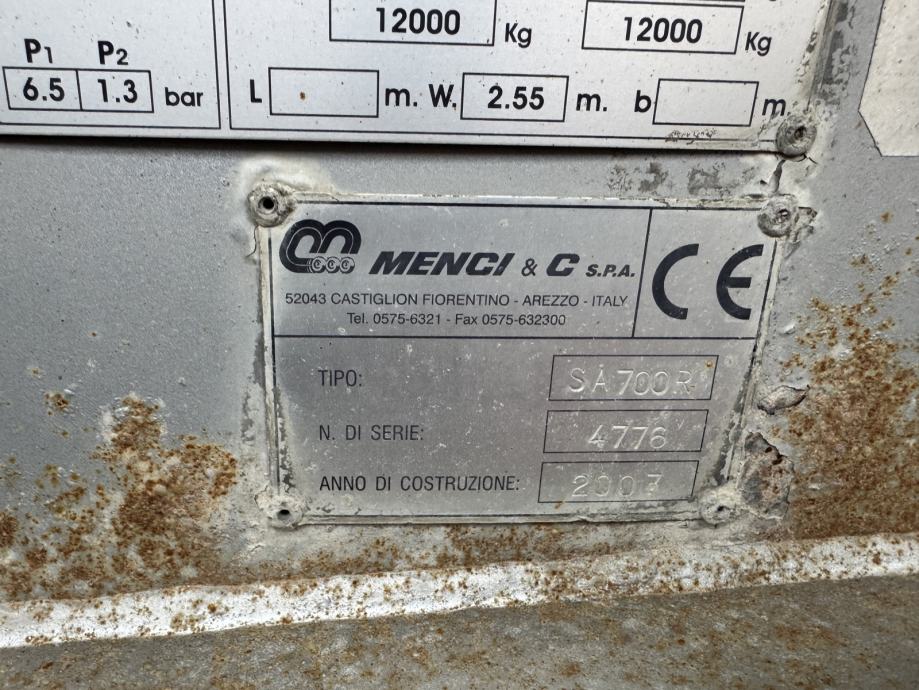 12000 Kg 12000 Kg
P1 P2
6.5 1.3 bar
L m. W. 2.55 m. b m.
MENCI & C S.P.A. CE
52043 CASTIGLION FIORENTINO - AREZZO - ITALY
Tel. 0575-6321 - Fax 0575-632300
TIPO: SA700R
N. DI SERIE: 4776
ANNO DI COSTRUZIONE: 2007